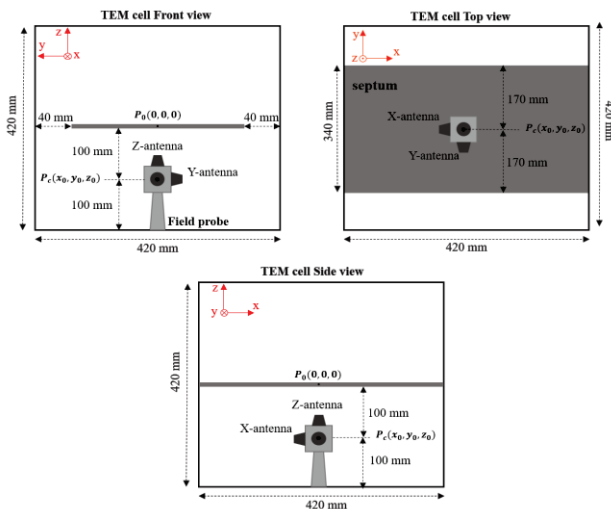 TEM cell Front view
z
y
x
420 mm
40 mm
P₀(0, 0, 0)
40 mm
100 mm
Z-antenna
Y-antenna
P_c(x₀, y₀, z₀)
100 mm
Field probe
420 mm
TEM cell Top view
y
z
x
septum
340 mm
170 mm
X-antenna
P_c(x₀, y₀, z₀)
Y-antenna
170 mm
420 mm
420 mm
TEM cell Side view
z
y
x
420 mm
P₀(0, 0, 0)
100 mm
Z-antenna
X-antenna
P_c(x₀, y₀, z₀)
100 mm
420 mm